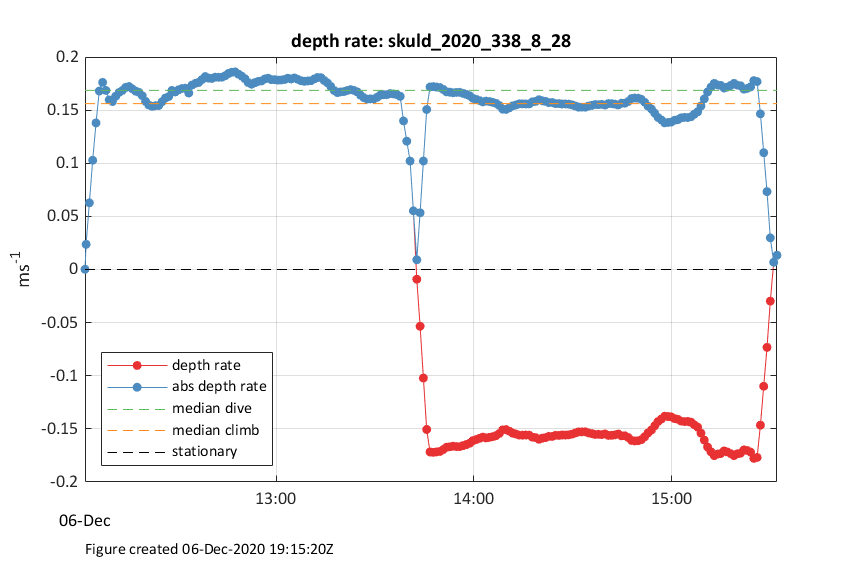 depth rate: skuld_2020_338_8_28
0.2
0.15
0.1
0.05
0
-0.05
-0.1
-0.15
-0.2
ms-1
depth rate
abs depth rate
median dive
median climb
stationary
13:00 14:00 15:00
06-Dec
Figure created 06-Dec-2020 19:15:20Z